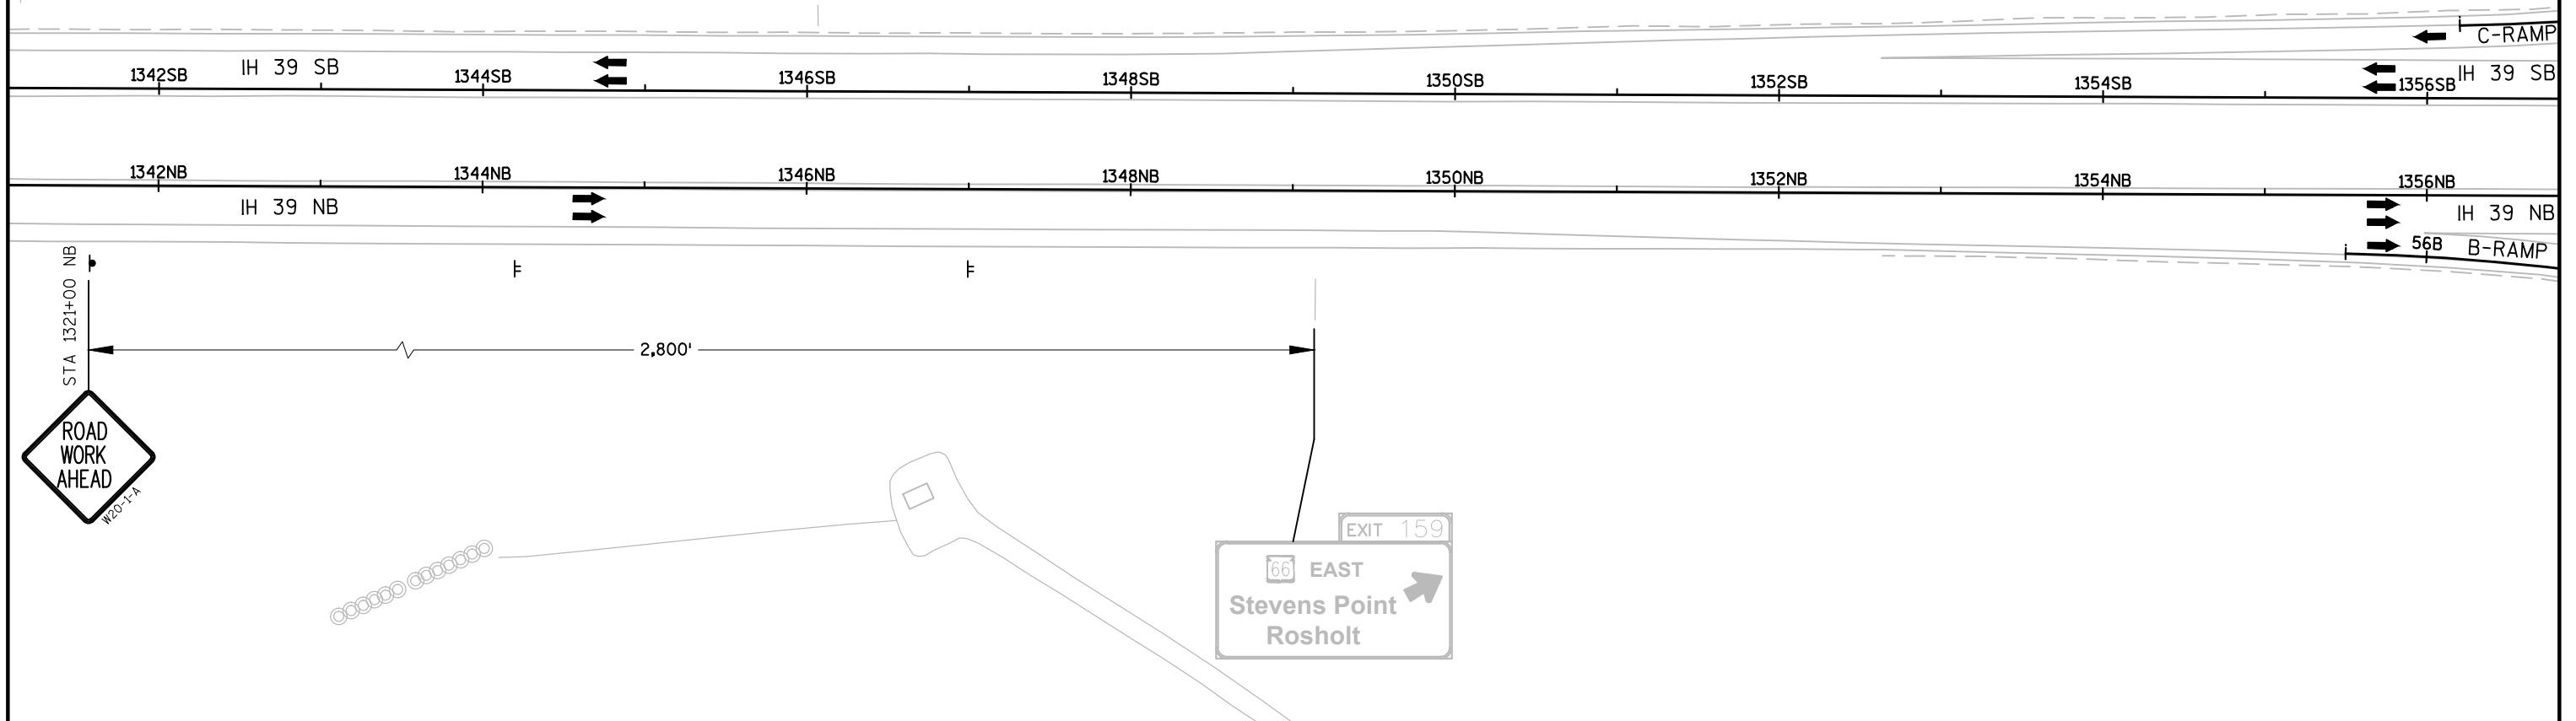 C-RAMP
IH 39 SB
IH 39 SB
1342SB
1344SB
1346SB
1348SB
1350SB
1352SB
1354SB
1356SB
1342NB
1344NB
1346NB
1348NB
1350NB
1352NB
1354NB
1356NB
IH 39 NB
IH 39 NB
56B
B-RAMP
STA 1321+00 NB
2,800'
ROAD
WORK
AHEAD
W20-1-A
EXIT 159
66 EAST
Stevens Point
Rosholt